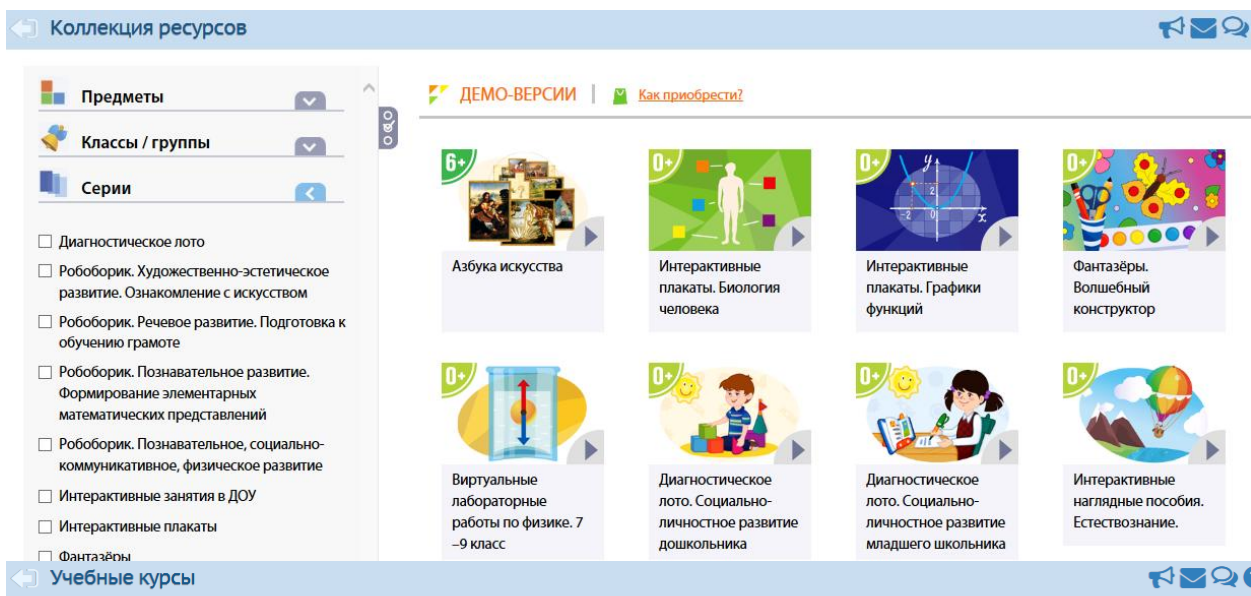 Коллекция ресурсов
Предметы
Классы / группы
Серии
Диагностическое лото
Робоборик. Художественно-эстетическое
развитие. Ознакомление с искусством
Робоборик. Речевое развитие. Подготовка к
обучению грамоте
Робоборик. Познавательное развитие.
Формирование элементарных
математических представлений
Робоборик. Познавательное, социально-
коммуникативное, физическое развитие
Интерактивные занятия в ДОУ
Интерактивные плакаты
Фантазёры
ДЕМО-ВЕРСИИ
Как приобрести?
6+
Азбука искусства
0+
Интерактивные
плакаты. Биология
человека
0+
y
2
-2
0
x
Интерактивные
плакаты. Графики
функций
0+
Фантазёры.
Волшебный
конструктор
0+
Виртуальные
лабораторные
работы по физике. 7
–9 класс
0+
Диагностическое
лото. Социально-
личностное развитие
дошкольника
0+
Диагностическое
лото. Социально-
личностное развитие
младшего школьника
0+
Интерактивные
наглядные пособия.
Естествознание.
Учебные курсы